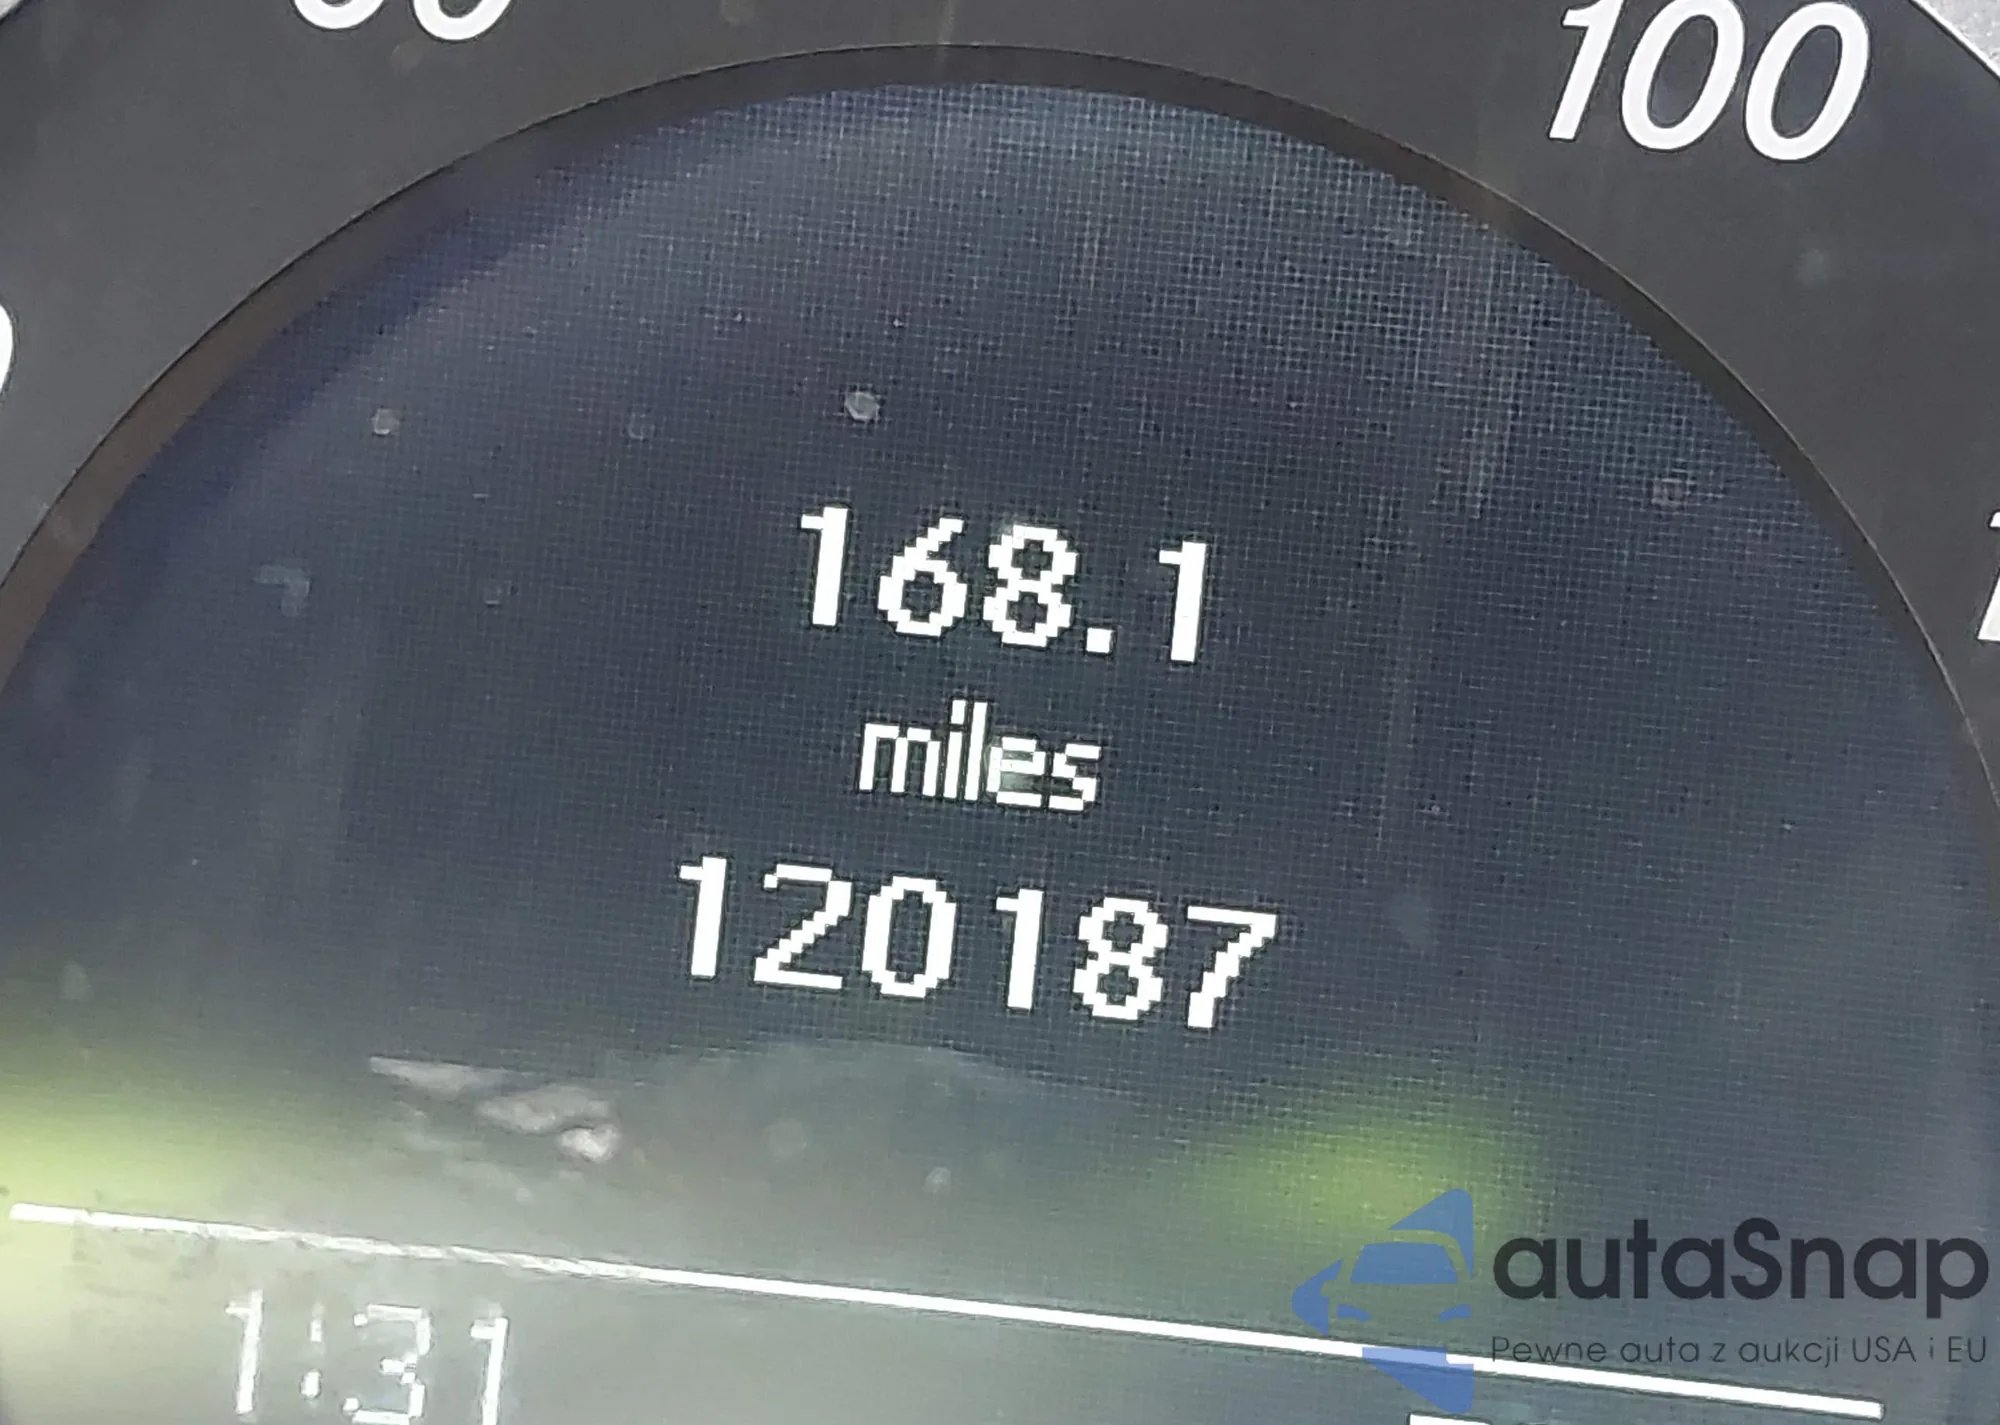 100
168.1
miles
120187
1:31
autaSnap
Pewne auta z aukcji USA i EU